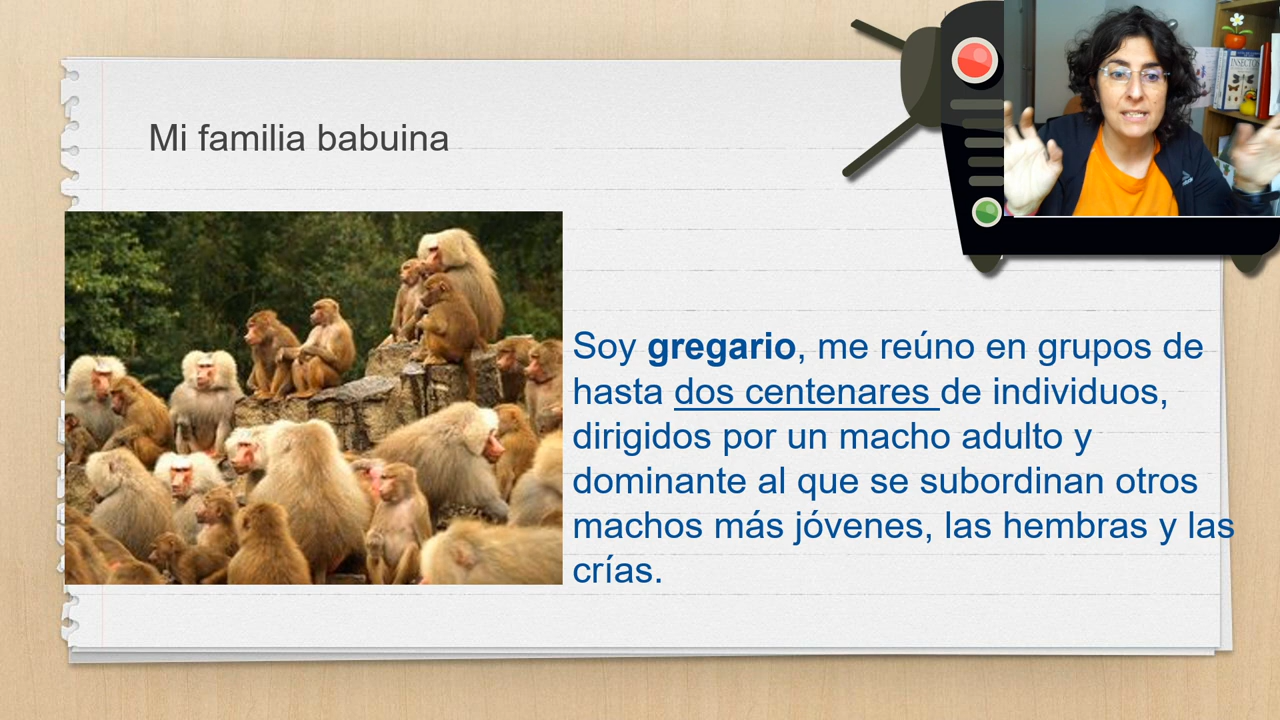 Mi familia babuina
INSECTOS
Soy gregario, me reúno en grupos de
hasta dos centenares de individuos,
dirigidos por un macho adulto y
dominante al que se subordinan otros
machos más jóvenes, las hembras y las
crías.